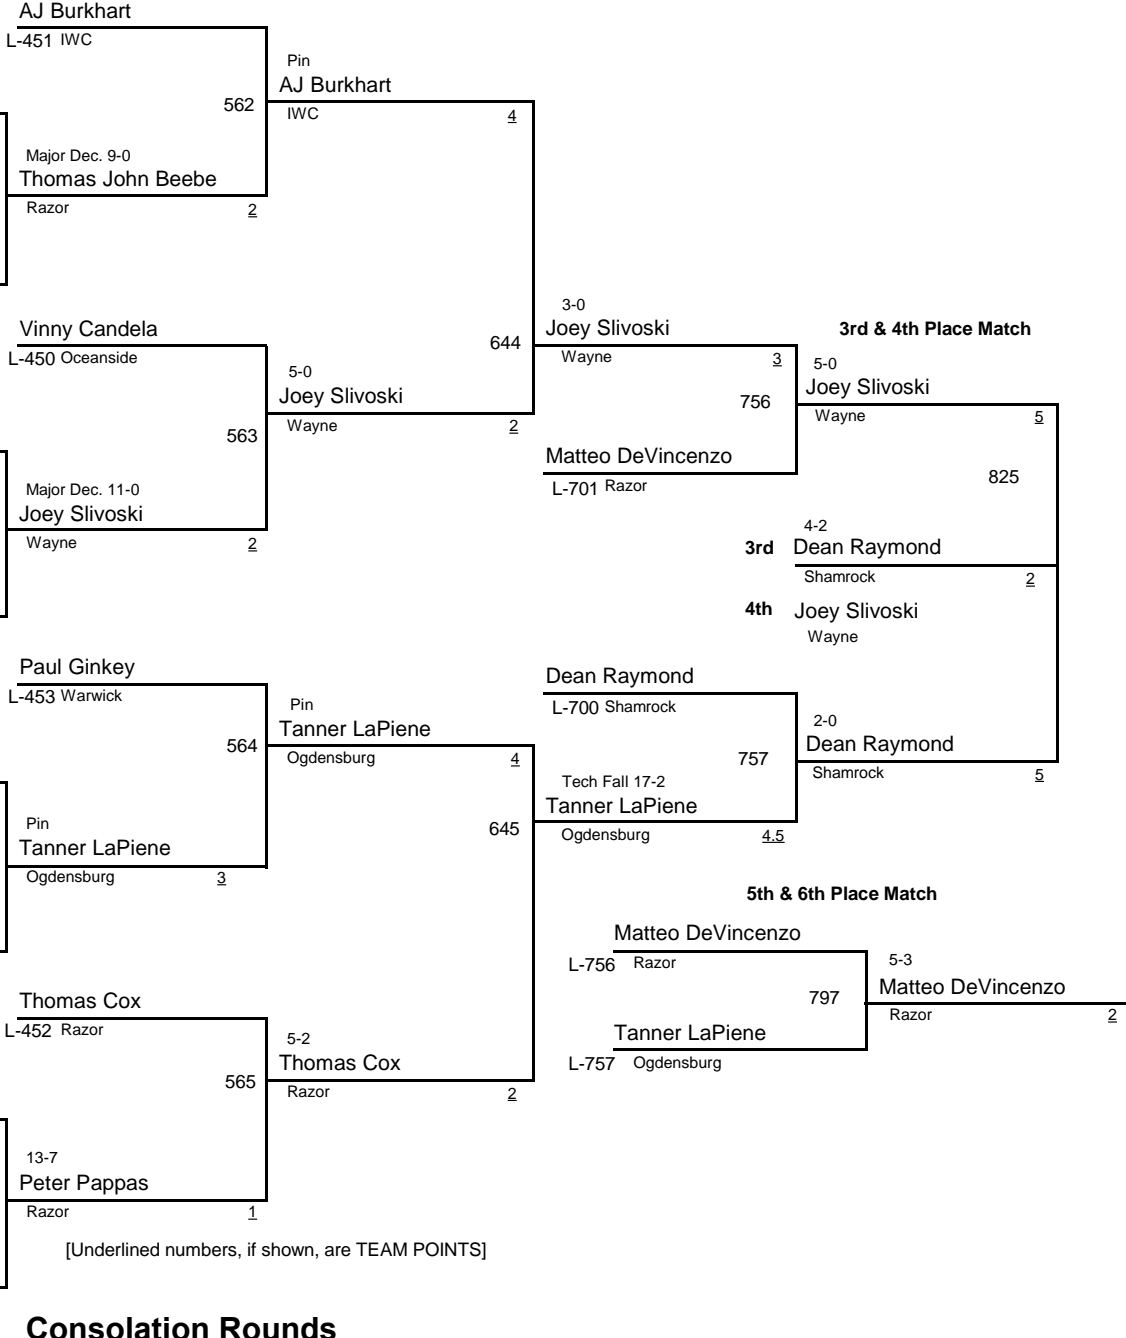 AJ Burkhart
L-451 IWC
562
Pin
AJ Burkhart
IWC
4
Major Dec. 9-0
Thomas John Beebe
Razor
2
Vinny Candela
L-450 Oceanside
563
5-0
Joey Slivoski
Wayne
2
Major Dec. 11-0
Joey Slivoski
Wayne
2
644
3-0
Joey Slivoski
Wayne
3
756
Matteo DeVincenzo
L-701 Razor
3rd & 4th Place Match
5-0
Joey Slivoski
Wayne
5
825
4-2
3rd Dean Raymond
Shamrock
2
4th Joey Slivoski
Wayne
Paul Ginkey
L-453 Warwick
564
Pin
Tanner LaPiene
Ogdensburg
4
Pin
Tanner LaPiene
Ogdensburg
3
645
Dean Raymond
L-700 Shamrock
757
Tech Fall 17-2
Tanner LaPiene
Ogdensburg
4.5
2-0
Dean Raymond
Shamrock
5
5th & 6th Place Match
Matteo DeVincenzo
L-756 Razor
797
Tanner LaPiene
L-757 Ogdensburg
5-3
Matteo DeVincenzo
Razor
2
Thomas Cox
L-452 Razor
565
5-2
Thomas Cox
Razor
2
13-7
Peter Pappas
Razor
1
[Underlined numbers, if shown, are TEAM POINTS]
Consolation Rounds